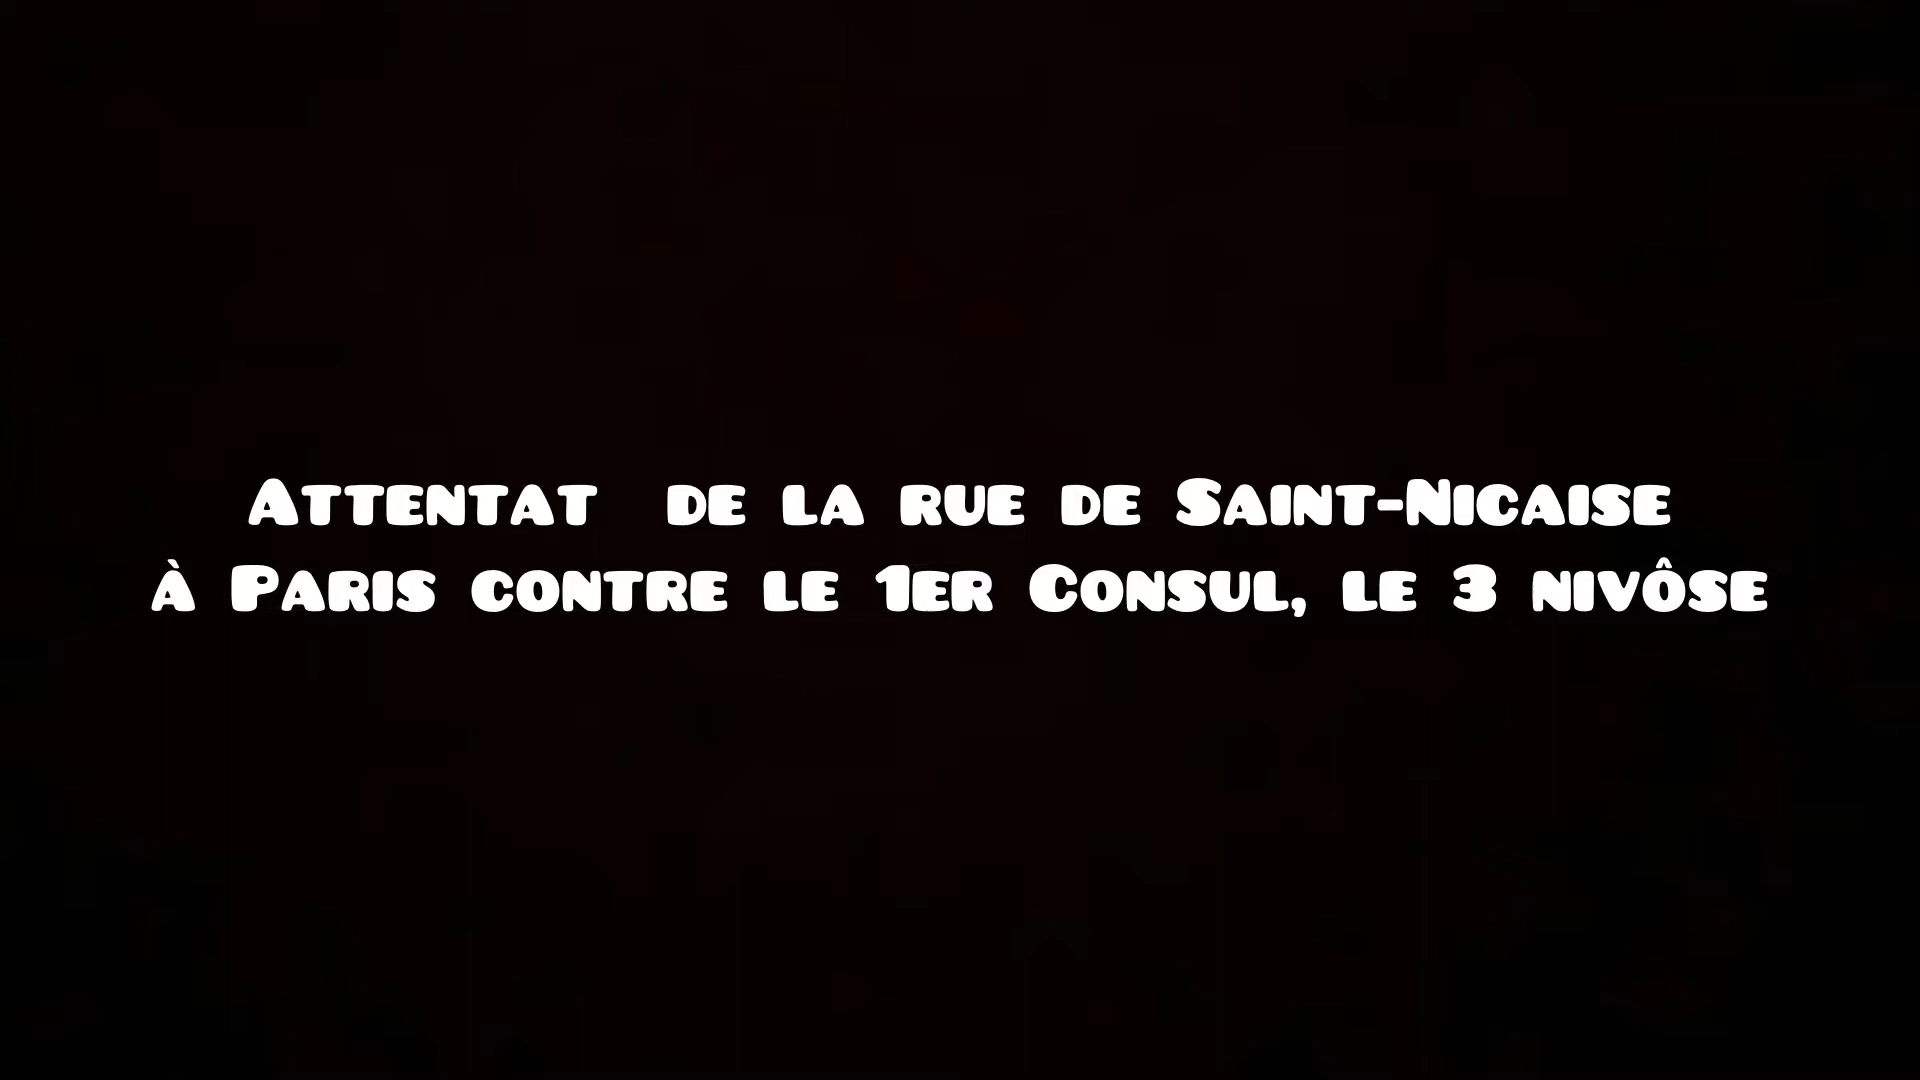 Attentat de la rue de Saint-Nicaise
à Paris contre le 1er Consul, le 3 nivôse